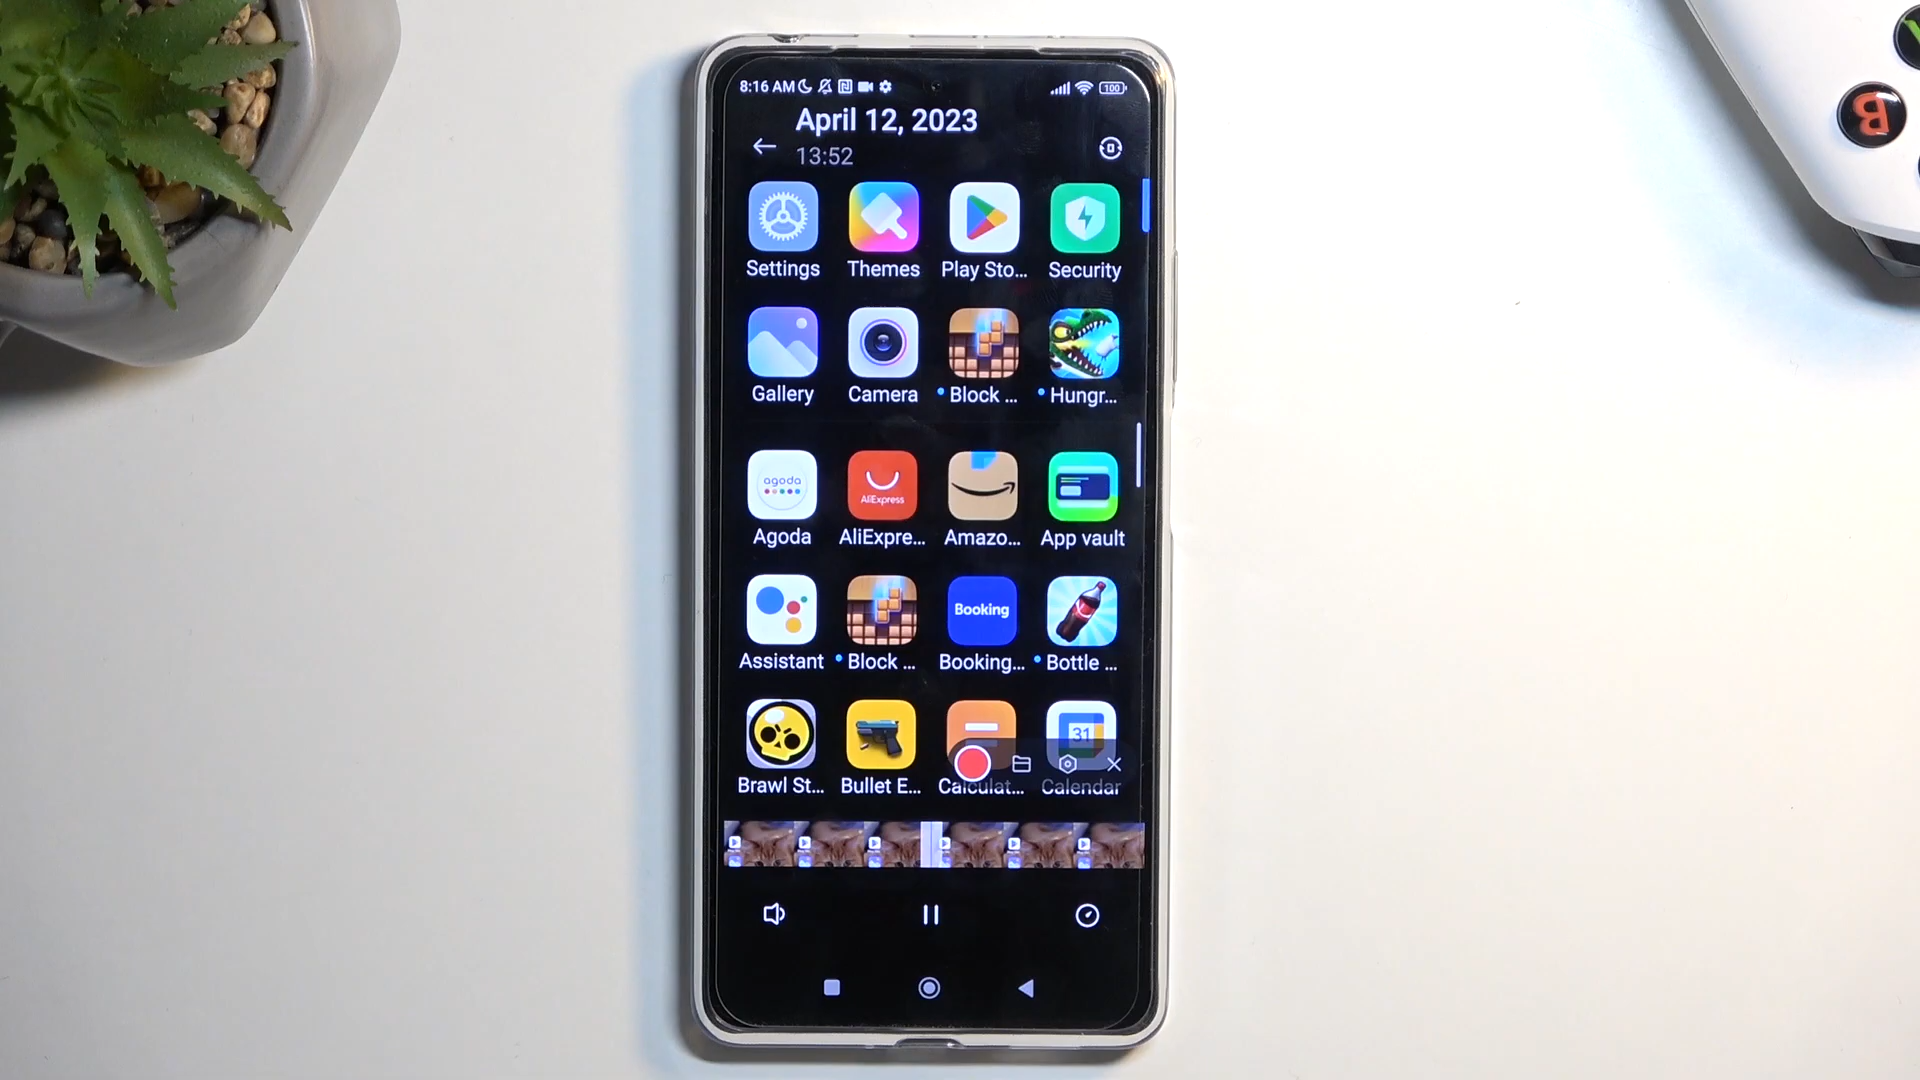 8:16 AM 100
April 12, 2023
13:52
Settings Themes Play Sto... Security
Gallery Camera Block ... Hungr...
agoda AliExpress
Agoda AliExpre... Amazo... App vault
Booking
Assistant Block ... Booking... Bottle ...
31
Brawl St... Bullet E... Calculat... Calendar
B